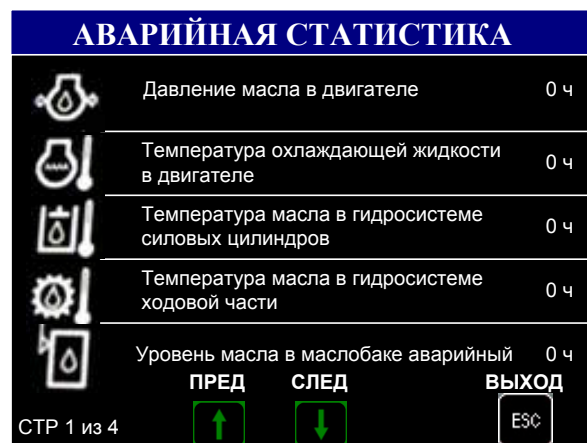 АВАРИЙНАЯ СТАТИСТИКА
Давление масла в двигателе 0 ч
Температура охлаждающей жидкости
в двигателе 0 ч
Температура масла в гидросистеме
силовых цилиндров 0 ч
Температура масла в гидросистеме
ходовой части 0 ч
Уровень масла в маслобаке аварийный 0 ч
ПРЕД СЛЕД ВЫХОД
СТР 1 из 4 ESC